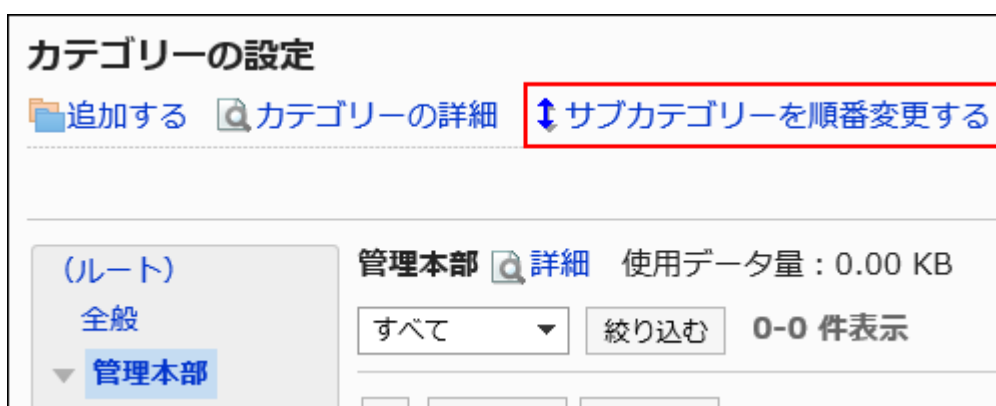 カテゴリーの設定
追加する カテゴリーの詳細 サブカテゴリーを順番変更する
(ルート)
全般
管理本部
管理本部 詳細 使用データ量：0.00 KB
すべて 絞り込む 0-0 件表示